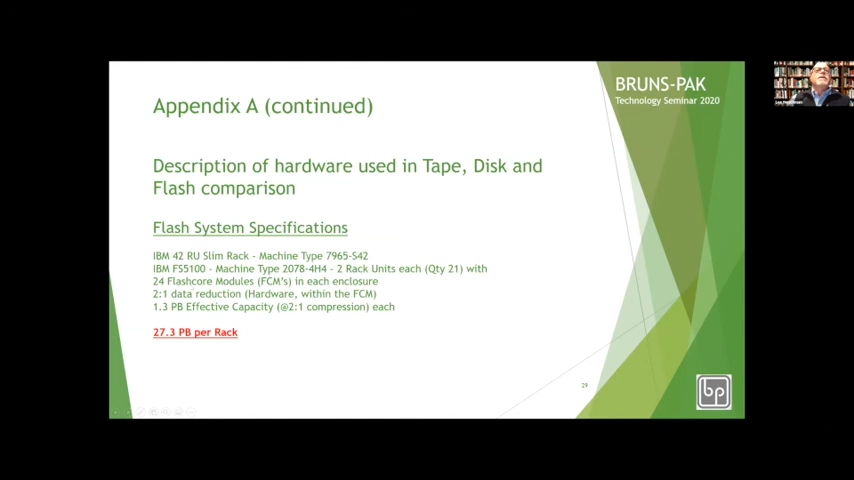 BRUNS-PAK
Technology Seminar 2020
Appendix A (continued)
Description of hardware used in Tape, Disk and
Flash comparison
Flash System Specifications
IBM 42 RU Slim Rack - Machine Type 7965-S42
IBM FS5100 - Machine Type 2078-4H4 - 2 Rack Units each (Qty 21) with
24 Flashcore Modules (FCM's) in each enclosure
2:1 data reduction (Hardware, within the FCM)
1.3 PB Effective Capacity (@2:1 compression) each
27.3 PB per Rack
29
bp